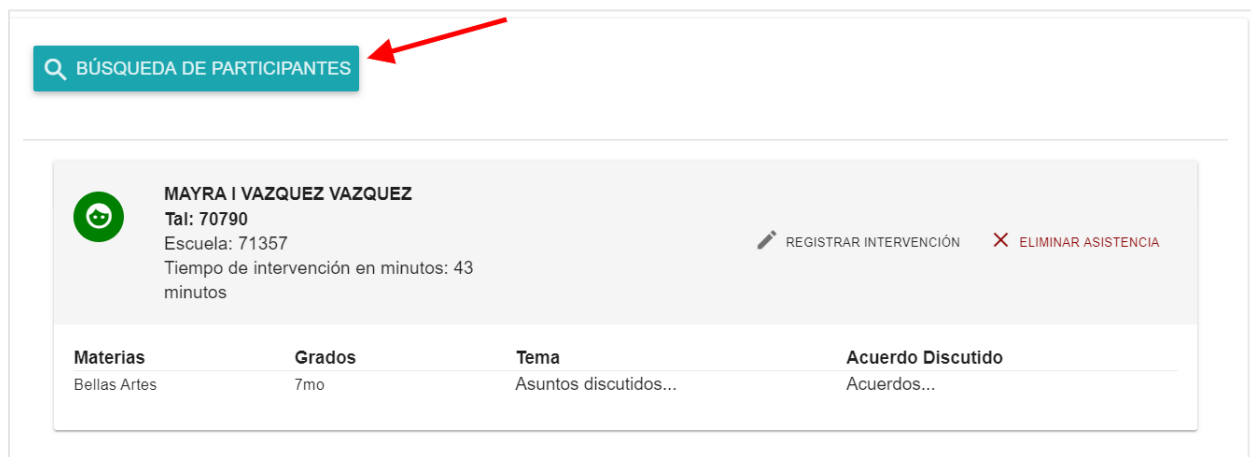 BÚSQUEDA DE PARTICIPANTES
MAYRA I VAZQUEZ VAZQUEZ
Tal: 70790
Escuela: 71357
Tiempo de intervención en minutos: 43
minutos
REGISTRAR INTERVENCIÓN
ELIMINAR ASISTENCIA
Materias Grados Tema Acuerdo Discutido
Bellas Artes 7mo Asuntos discutidos... Acuerdos...